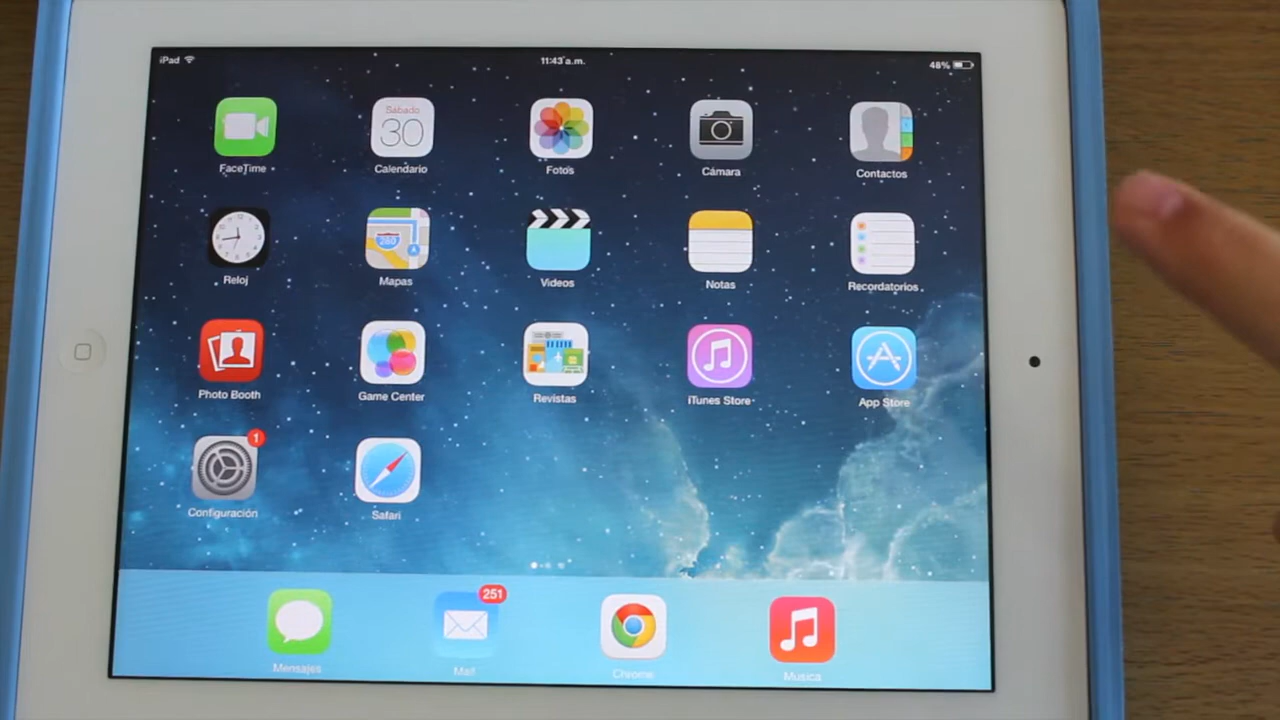 iPad 11:43 a.m. 48%
Sábado
30
FaceTime Calendario Fotos Cámara Contactos
280
Reloj Mapas Videos Notas Recordatorios
Photo Booth Game Center Revistas iTunes Store App Store
1
Configuración Safari
251
Mensajes Mail Chrome Música